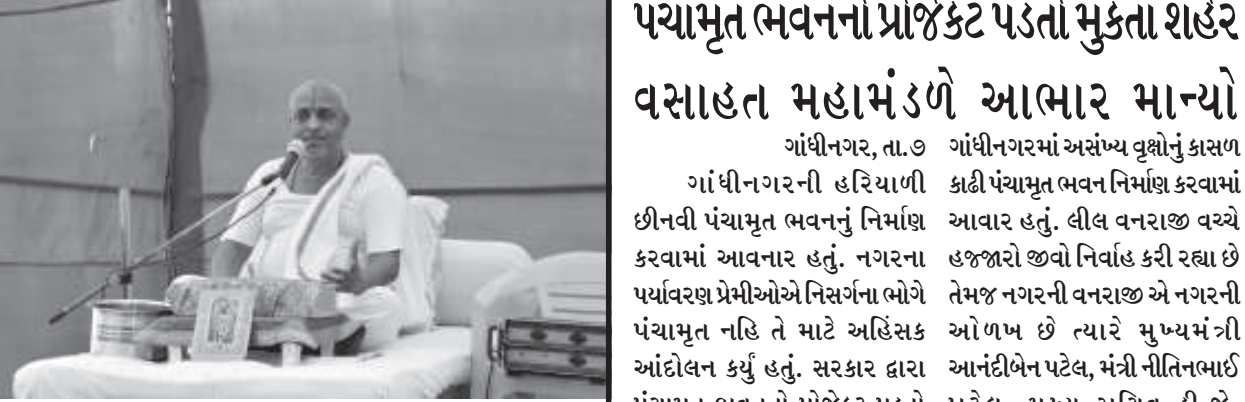 પંચામૃત ભવનનો પ્રોજેકટ પડતો મુકતા શહેર
વસાહત મહામંડળે આભાર માન્યો
ગાંધીનગર, તા.૭
ગાંધીનગરની હરિયાળી
છીનવી પંચામૃત ભવનનું નિર્માણ
કરવામાં આવનાર હતું. નગરના
પર્યાવરણ પ્રેમીઓએ નિસર્ગના ભોગે
પંચામૃત નહિ તે માટે અહિંસક
આંદોલન કર્યું હતું. સરકાર દ્વારા
ગાંધીનગરમાં અસંખ્ય વૃક્ષોનું કાસળ
કાઢી પંચામૃત ભવન નિર્માણ કરવામાં
આવાર હતું. લીલ વનરાજી વચ્ચે
હજ્જારો જીવો નિર્વાહ કરી રહ્યા છે
તેમજ નગરની વનરાજી એ નગરની
ઓળખ છે ત્યારે મુખ્યમંત્રી
આનંદીબેન પટેલ, મંત્રી નીતિનભાઈ